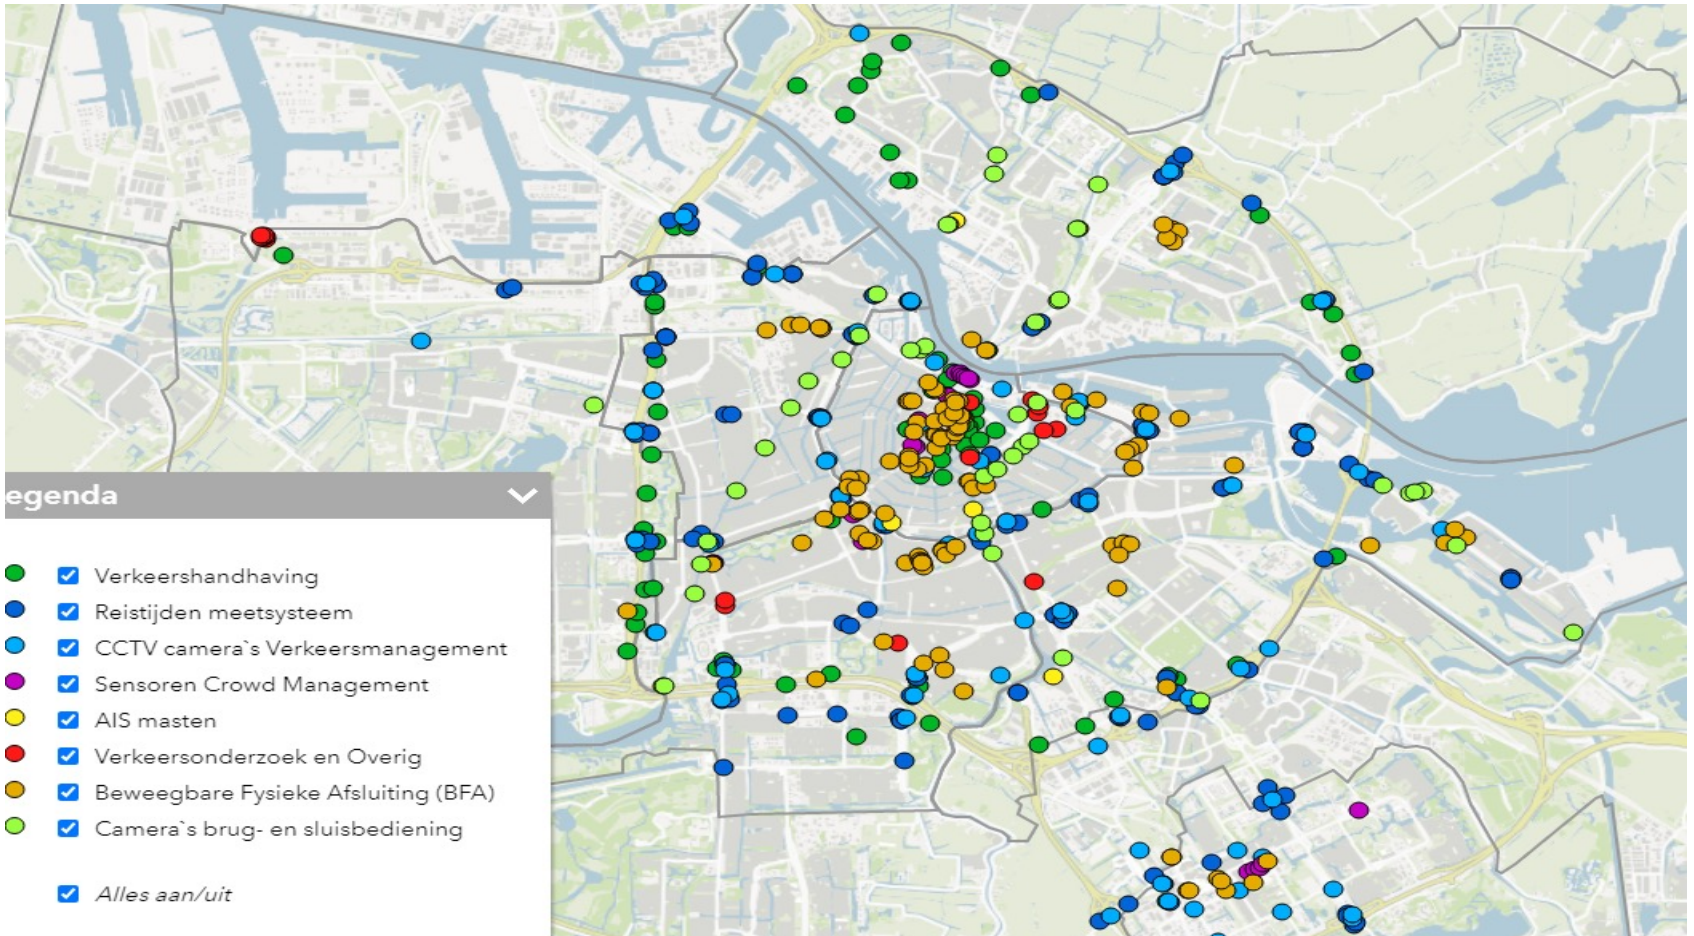 egenda
Verkeershandhaving
Reistijden meetsysteem
CCTV camera`s Verkeersmanagement
Sensoren Crowd Management
AIS masten
Verkeersonderzoek en Overig
Beweegbare Fysieke Afsluiting (BFA)
Camera`s brug- en sluisbediening
Alles aan/uit